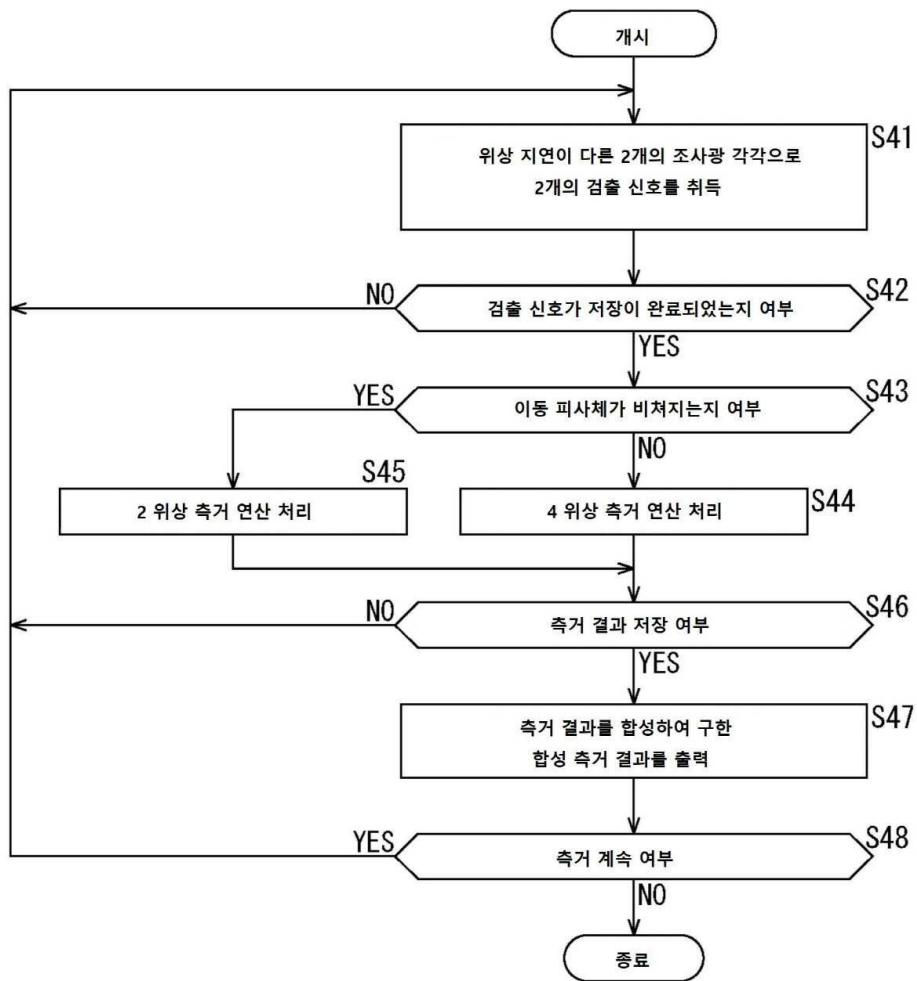 개시
S41
위상 지연이 다른 2개의 조사광 각각으로
2개의 검출 신호를 취득
NO
S42
검출 신호가 저장이 완료되었는지 여부
YES
YES
S43
이동 피사체가 비쳐지는지 여부
NO
S45
2 위상 측거 연산 처리
S44
4 위상 측거 연산 처리
NO
S46
측거 결과 저장 여부
YES
S47
측거 결과를 합성하여 구한
합성 측거 결과를 출력
YES
S48
측거 계속 여부
NO
종료